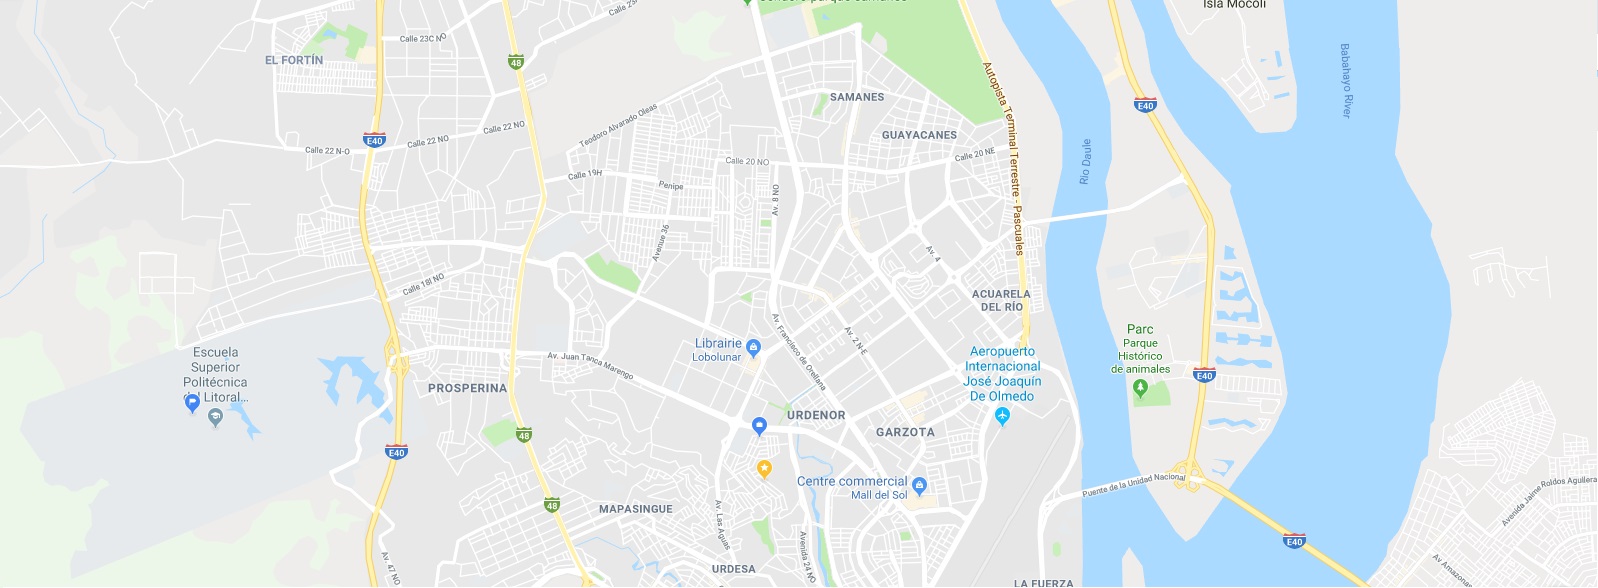 Isla Mocolí
Calle 23C NO
EL FORTÍN
48
Autopista Terminal Terrestre - Pascuales
Babahayo River
SAMANES
E40
Teodoro Alvarado Oleas
GUAYACANES
E40
Calle 22 NO
Calle 22 NO
Calle 22 N-O
Calle 20 NE
Calle 20 NO
Río Daule
Calle 19H
Penipe
Av. 8 NO
Avenue 36
Av. 4
Calle 18I NO
ACUARELA
DEL RÍO
Av. Francisco de Orellana
Av. 2 N-E
Parc
Parque
Histórico
de animales
Librairie
Lobolunar
Escuela
Superior
Politécnica
del Litoral...
Av. Juan Tanca Marengo
Aeropuerto
Internacional
José Joaquín
De Olmedo
E40
PROSPERINA
URDENOR
GARZOTA
48
E40
Centre commercial
Mall del Sol
Puente de la Unidad Nacional
Avenida Jaime Roldos Aguilera
48
MAPASINGUE
Av. Las Aguas
Avenida 24 NO
E40
Av. 47 NO
URDESA
LA FUERZA
Av Amazonas